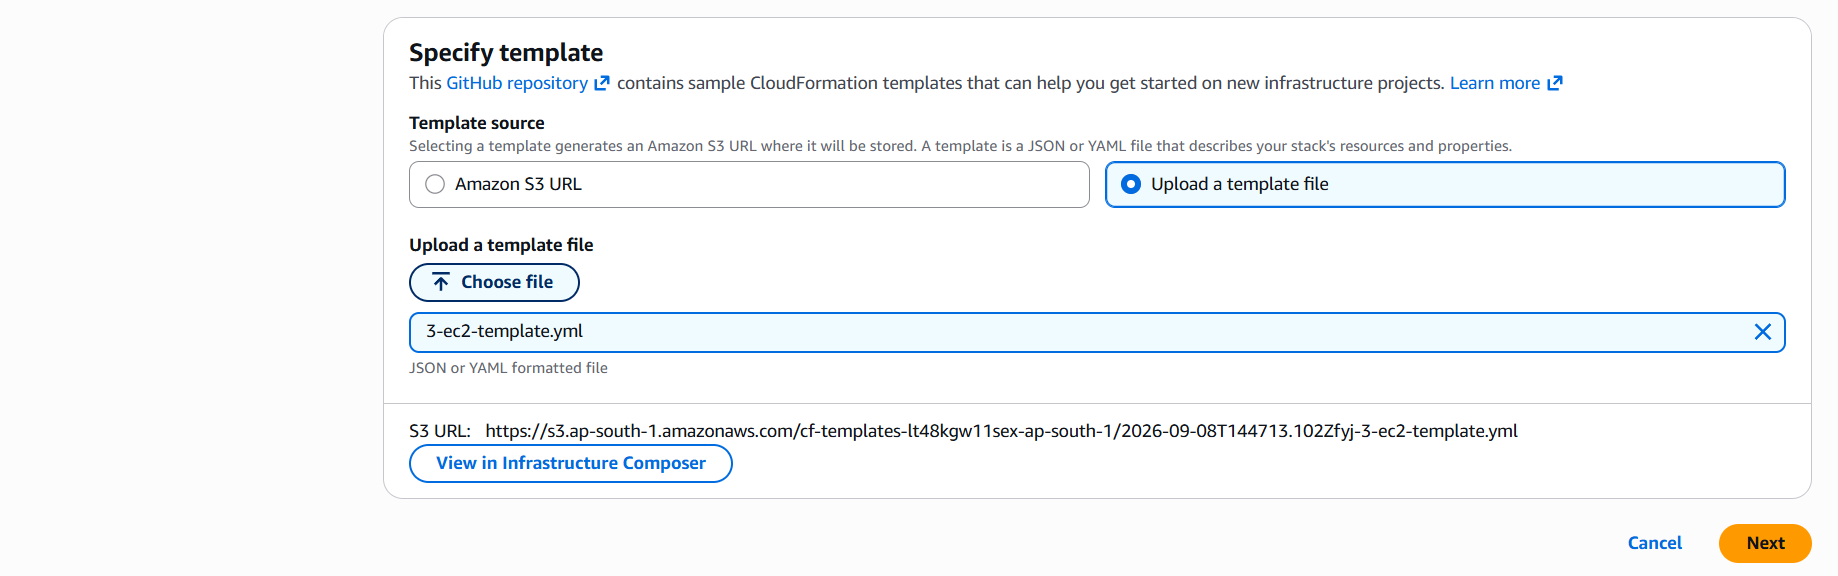 Specify template
This GitHub repository contains sample CloudFormation templates that can help you get started on new infrastructure projects. Learn more
Template source
Selecting a template generates an Amazon S3 URL where it will be stored. A template is a JSON or YAML file that describes your stack's resources and properties.
Amazon S3 URL
Upload a template file
Upload a template file
Choose file
3-ec2-template.yml
JSON or YAML formatted file
S3 URL: https://s3.ap-south-1.amazonaws.com/cf-templates-lt48kgw11sex-ap-south-1/2026-09-08T144713.102Zfyj-3-ec2-template.yml
View in Infrastructure Composer
Cancel
Next